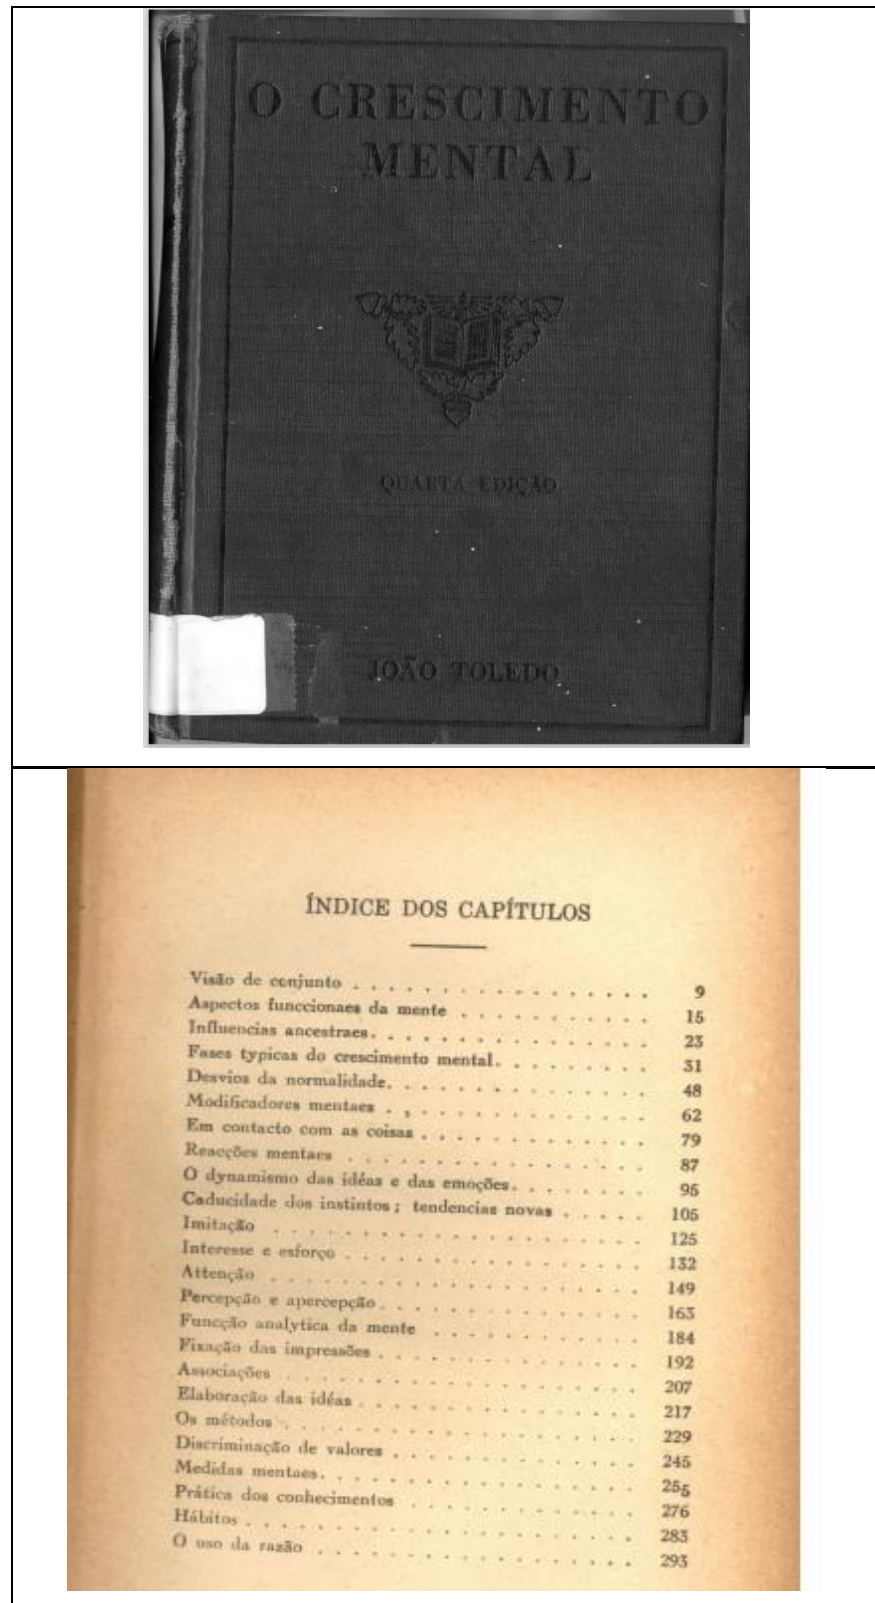 O CRESCIMENTO
MENTAL
QUARTA EDIÇÃO
JOÃO TOLEDO
ÍNDICE DOS CAPÍTULOS
Visão de conjunto . . . . . . . . . . . . . . . . . 9
Aspectos funccionaes da mente . . . . . . . . . . . 15
Influencias ancestraes. . . . . . . . . . . . . . . 23
Fases typicas do crescimento mental. . . . . . . . . 31
Desvios da normalidade. . . . . . . . . . . . . . . 48
Modificadores mentaes . . . . . . . . . . . . . . . 62
Em contacto com as coisas . . . . . . . . . . . . . 79
Reacções mentaes . . . . . . . . . . . . . . . . . 87
O dynamismo das idéas e das emoções. . . . . . . . . 95
Caducidade dos instintos; tendencias novas . . . . . 105
Imitação . . . . . . . . . . . . . . . . . . . . . 125
Interesse e esforço . . . . . . . . . . . . . . . . 132
Attenção . . . . . . . . . . . . . . . . . . . . . 149
Percepção e apercepção. . . . . . . . . . . . . . . 163
Funcção analytica da mente . . . . . . . . . . . . 184
Fixação das impressões . . . . . . . . . . . . . . 192
Associações . . . . . . . . . . . . . . . . . . . . 207
Elaboração das idéas . . . . . . . . . . . . . . . 217
Os métodos . . . . . . . . . . . . . . . . . . . . 229
Discriminação de valores . . . . . . . . . . . . . 245
Medidas mentaes. . . . . . . . . . . . . . . . . . 255
Prática dos conhecimentos . . . . . . . . . . . . . 276
Hábitos . . . . . . . . . . . . . . . . . . . . . . 283
O uso da razão . . . . . . . . . . . . . . . . . . 293